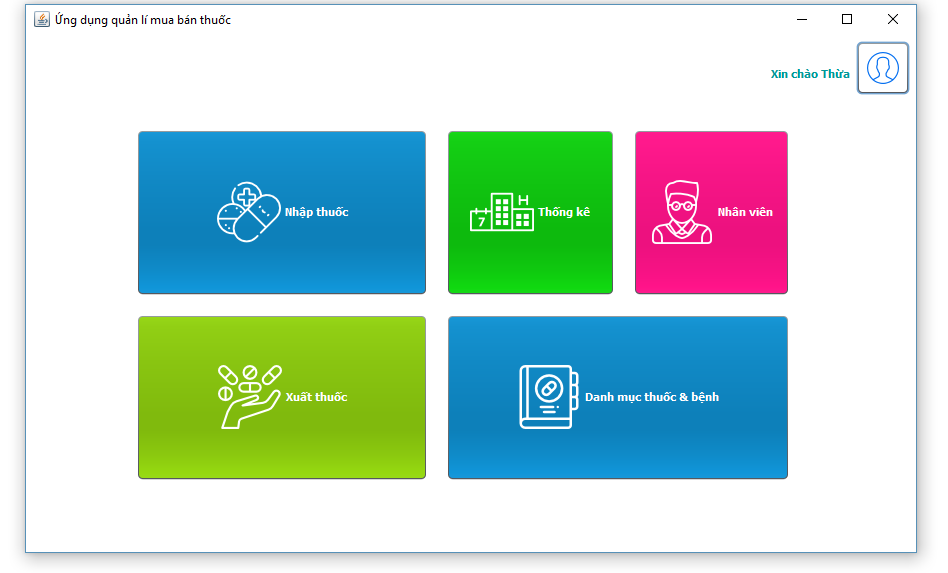 Ứng dụng quản lí mua bán thuốc
Xin chào Thừa
Nhập thuốc
7
H
Thống kê
Nhân viên
Xuất thuốc
Danh mục thuốc & bệnh